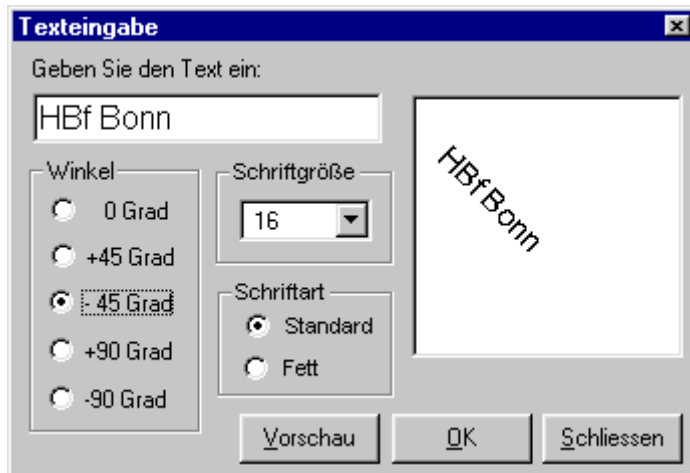 Texteingabe
Geben Sie den Text ein:
HBf Bonn
Winkel
0 Grad
+45 Grad
- 45 Grad
+90 Grad
-90 Grad
Schriftgröße
16
Schriftart
Standard
Fett
HBf Bonn
Vorschau
OK
Schliessen